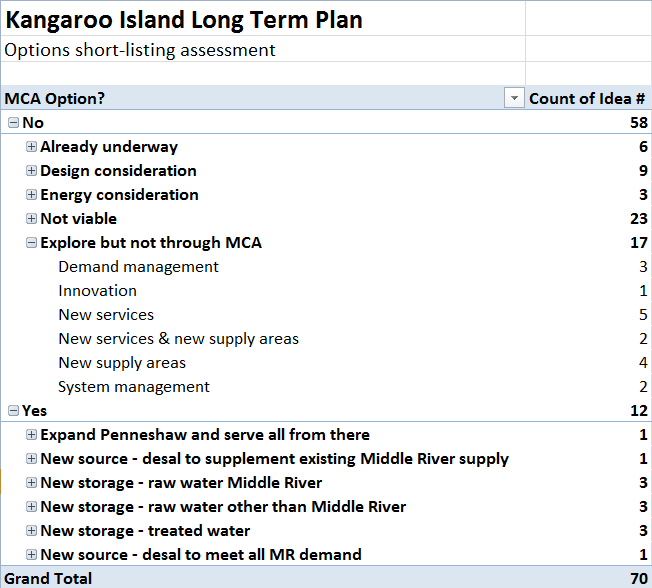 Kangaroo Island Long Term Plan
Options short-listing assessment
MCA Option? Count of Idea #
No 58
Already underway 6
Design consideration 9
Energy consideration 3
Not viable 23
Explore but not through MCA 17
Demand management 3
Innovation 1
New services 5
New services & new supply areas 2
New supply areas 4
System management 2
Yes 12
Expand Penneshaw and serve all from there 1
New source - desal to supplement existing Middle River supply 1
New storage - raw water Middle River 3
New storage - raw water other than Middle River 3
New storage - treated water 3
New source - desal to meet all MR demand 1
Grand Total 70